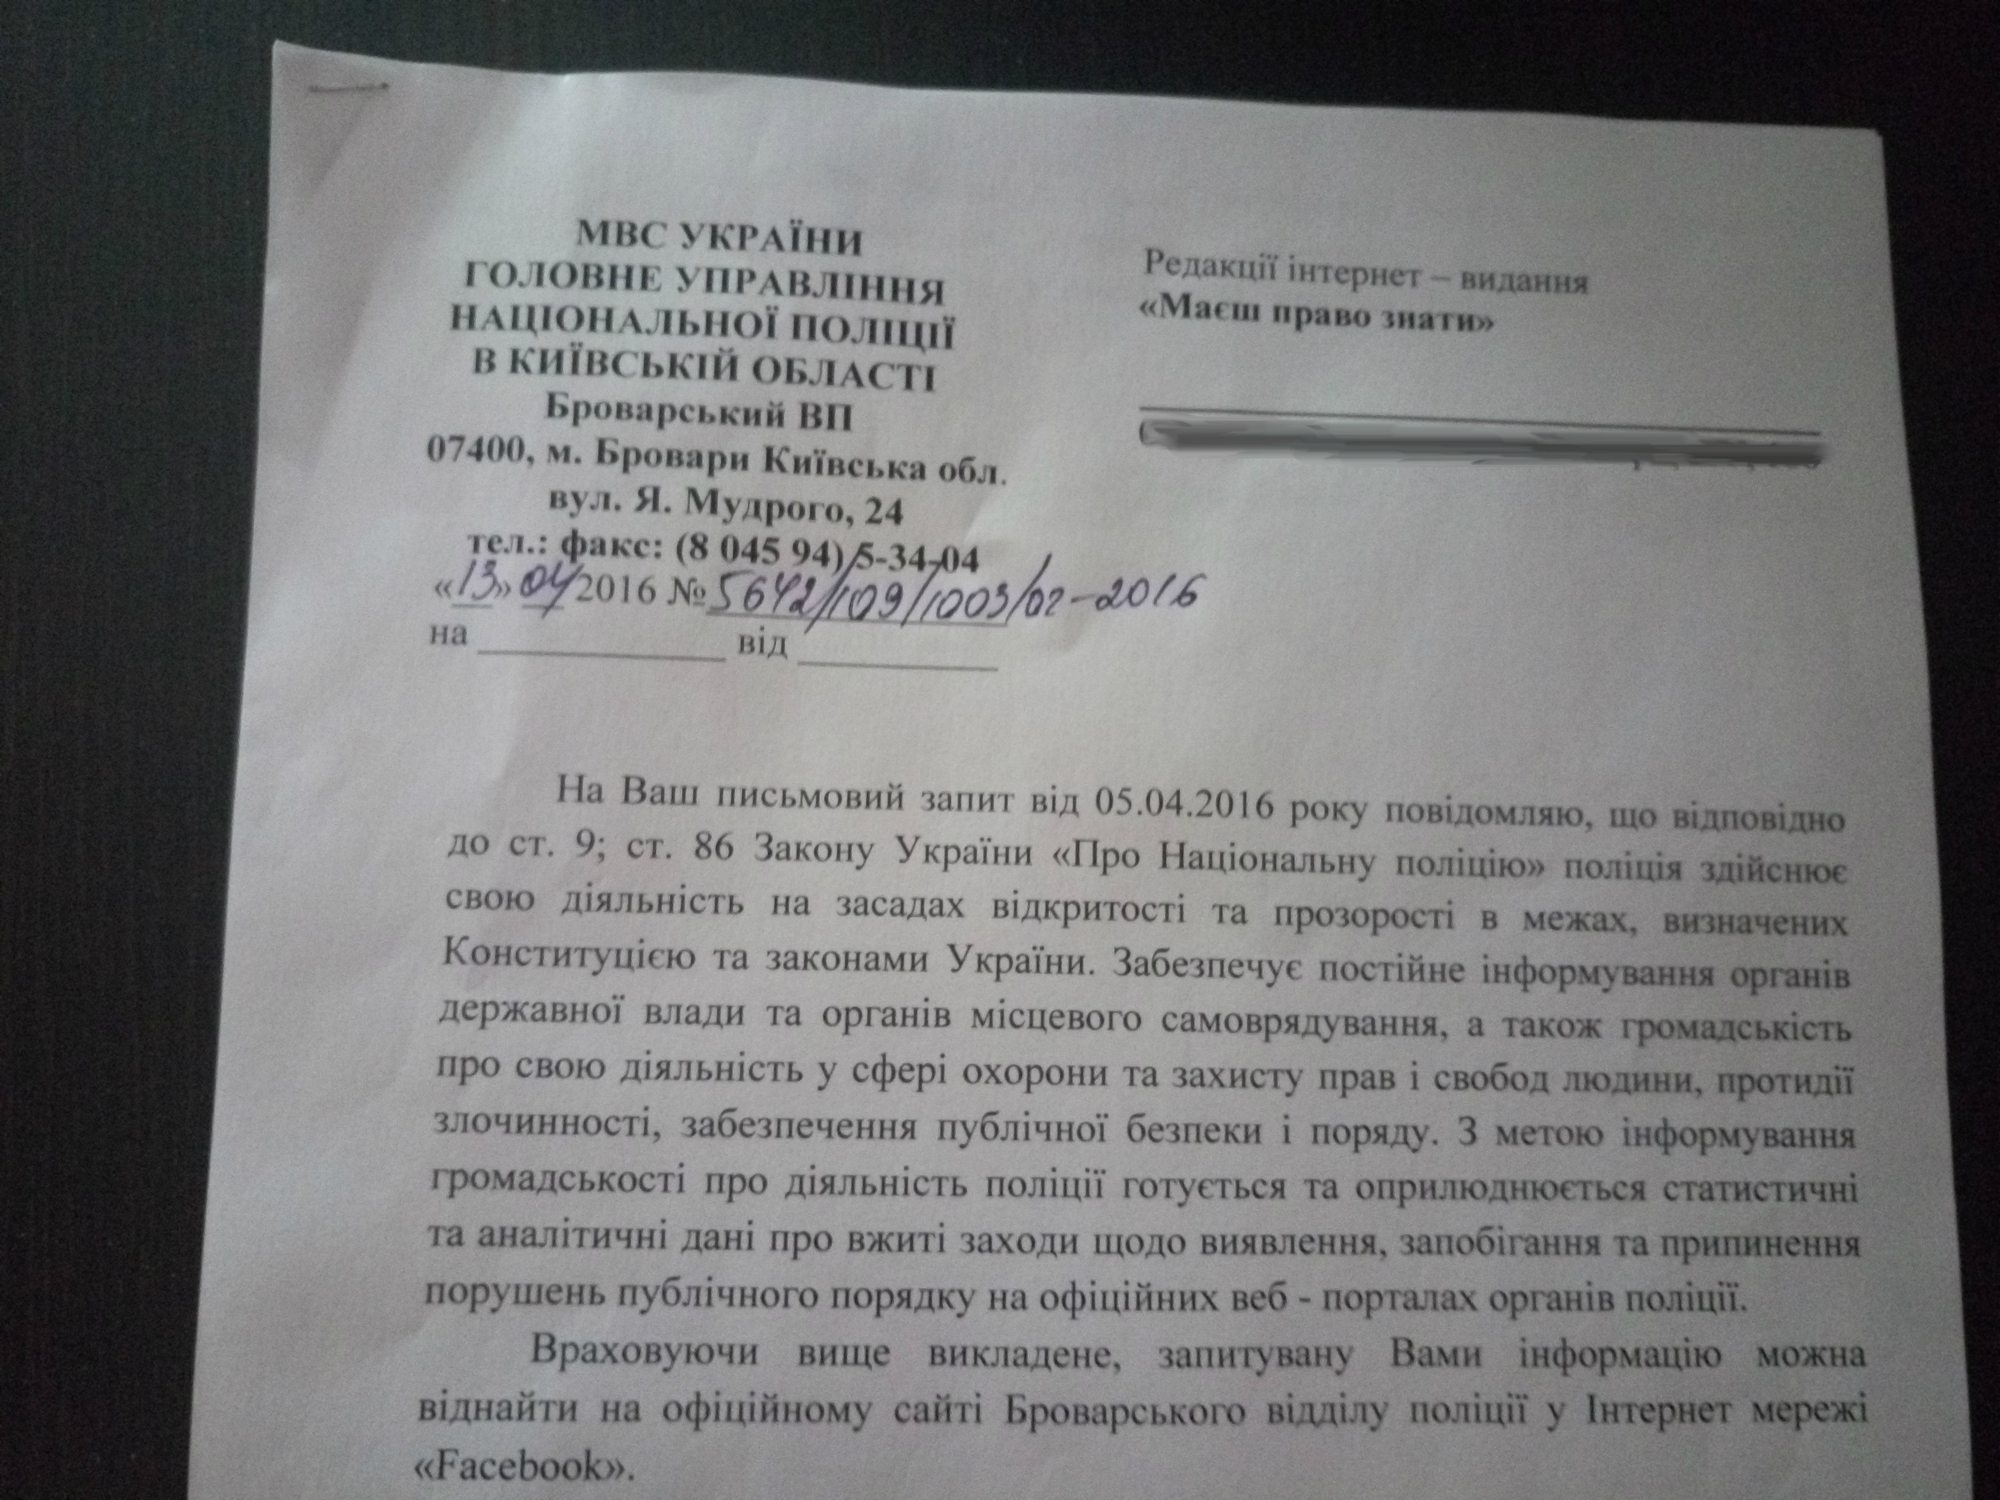 МВС УКРАЇНИ
ГОЛОВНЕ УПРАВЛІННЯ
НАЦІОНАЛЬНОЇ ПОЛІЦІЇ
В КИЇВСЬКІЙ ОБЛАСТІ
Броварський ВП
07400, м. Бровари Київська обл.
вул. Я. Мудрого, 24
тел.: факс: (8 045 94) 5-34-04
«13» 04 2016 № 5642/109/1003/02-2016
на від
Редакції інтернет – видання
«Маєш право знати»
На Ваш письмовий запит від 05.04.2016 року повідомляю, що відповідно
до ст. 9; ст. 86 Закону України «Про Національну поліцію» поліція здійснює
свою діяльність на засадах відкритості та прозорості в межах, визначених
Конституцією та законами України. Забезпечує постійне інформування органів
державної влади та органів місцевого самоврядування, а також громадськість
про свою діяльність у сфері охорони та захисту прав і свобод людини, протидії
злочинності, забезпечення публічної безпеки і поряду. З метою інформування
громадськості про діяльність поліції готується та оприлюднюється статистичні
та аналітичні дані про вжиті заходи щодо виявлення, запобігання та припинення
порушень публічного порядку на офіційних веб - порталах органів поліції.
Враховуючи вище викладене, запитувану Вами інформацію можна
віднайти на офіційному сайті Броварського відділу поліції у Інтернет мережі
«Facebook».